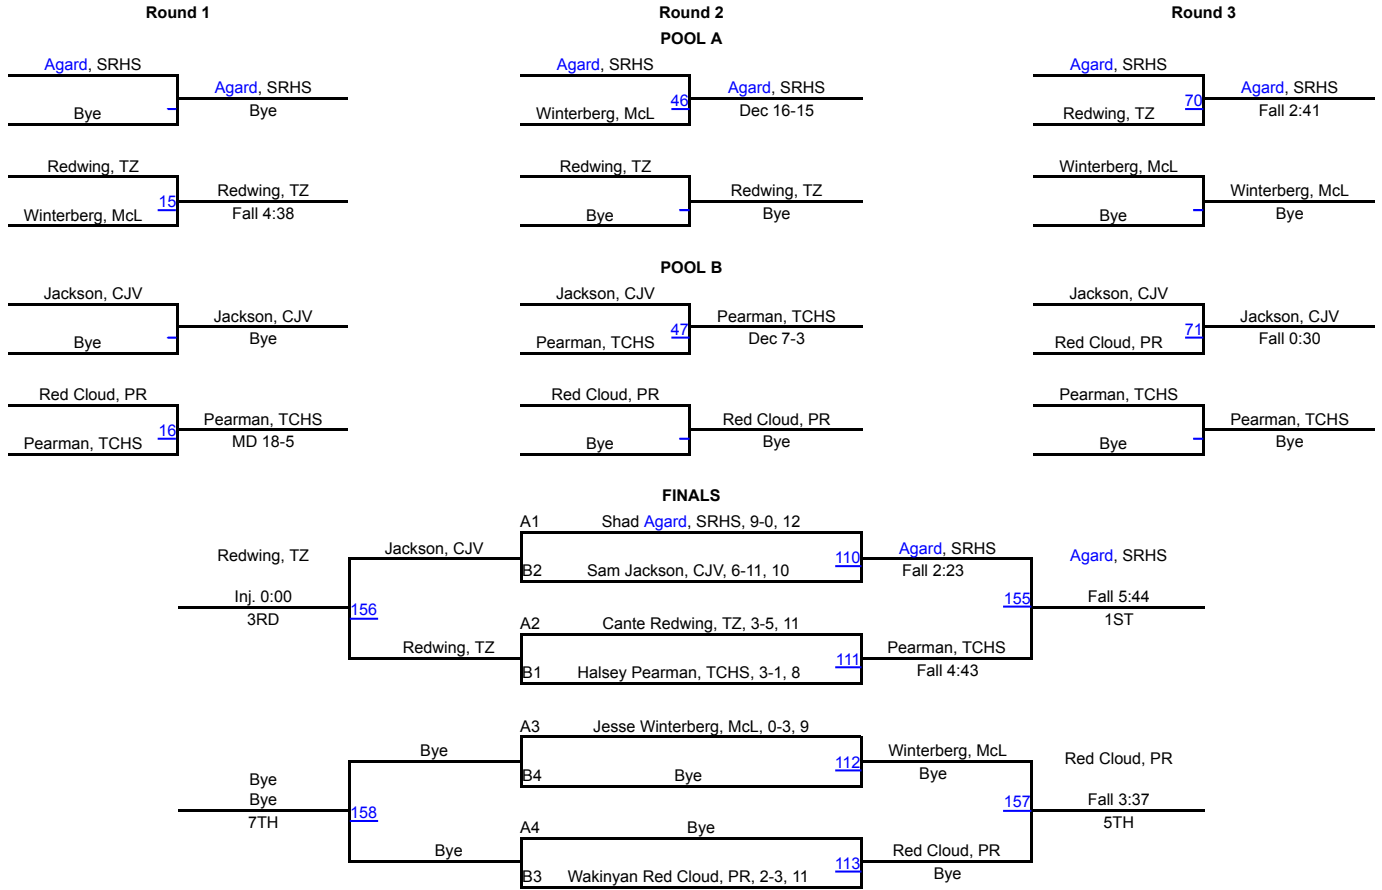 Round 1 Round 2 Round 3
POOL A
Agard, SRHS Agard, SRHS Agard, SRHS
Agard, SRHS 46 Agard, SRHS 70 Agard, SRHS
Bye Bye Winterberg, McL Dec 16-15 Redwing, TZ Fall 2:41
Redwing, TZ Redwing, TZ Winterberg, McL
15 Redwing, TZ Redwing, TZ Winterberg, McL
Winterberg, McL Fall 4:38 Bye Bye Bye Bye
POOL B
Jackson, CJV Jackson, CJV Jackson, CJV
Jackson, CJV 47 Pearman, TCHS 71 Jackson, CJV
Bye Bye Pearman, TCHS Dec 7-3 Red Cloud, PR Fall 0:30
Red Cloud, PR Red Cloud, PR Pearman, TCHS
16 Pearman, TCHS Red Cloud, PR Pearman, TCHS
Pearman, TCHS MD 18-5 Bye Bye Bye Bye
FINALS
A1 Shad Agard, SRHS, 9-0, 12
Redwing, TZ Jackson, CJV 110 Agard, SRHS Agard, SRHS
B2 Sam Jackson, CJV, 6-11, 10 Fall 2:23
Inj. 0:00 156 155 Fall 5:44
3RD A2 Cante Redwing, TZ, 3-5, 11 1ST
Redwing, TZ 111 Pearman, TCHS
B1 Halsey Pearman, TCHS, 3-1, 8 Fall 4:43
A3 Jesse Winterberg, McL, 0-3, 9
Bye 112 Winterberg, McL Red Cloud, PR
Bye B4 Bye Bye
Bye 158 157 Fall 3:37
7TH A4 Bye 5TH
Bye 113 Red Cloud, PR
B3 Wakinyan Red Cloud, PR, 2-3, 11 Bye